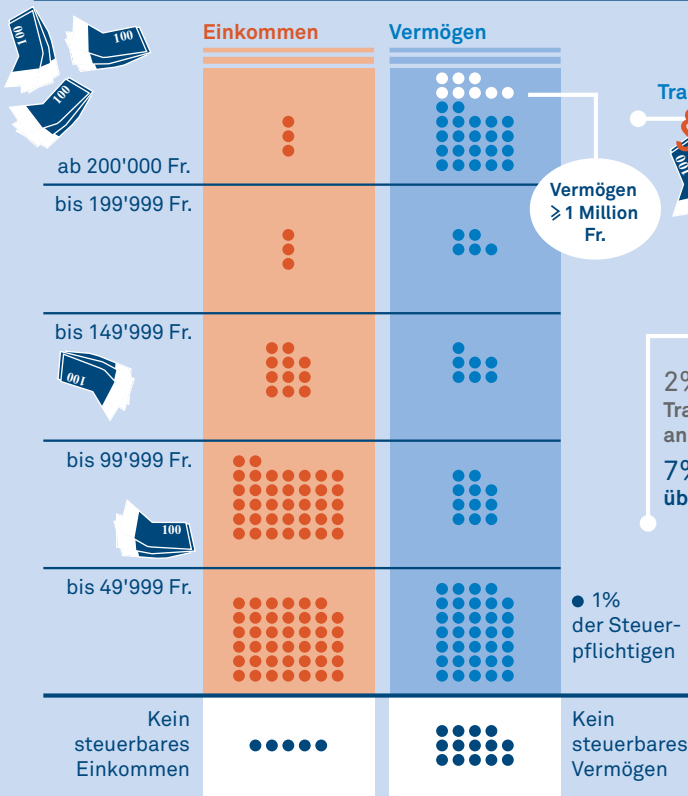 Einkommen
Vermögen
100
100
100
ab 200'000 Fr.
Vermögen
⩾ 1 Million
Fr.
100
bis 199'999 Fr.
bis 149'999 Fr.
100
2%
7%
bis 99'999 Fr.
100
bis 49'999 Fr.
1%
der Steuer-
pflichtigen
Kein
steuerbares
Einkommen
Kein
steuerbares
Vermögen